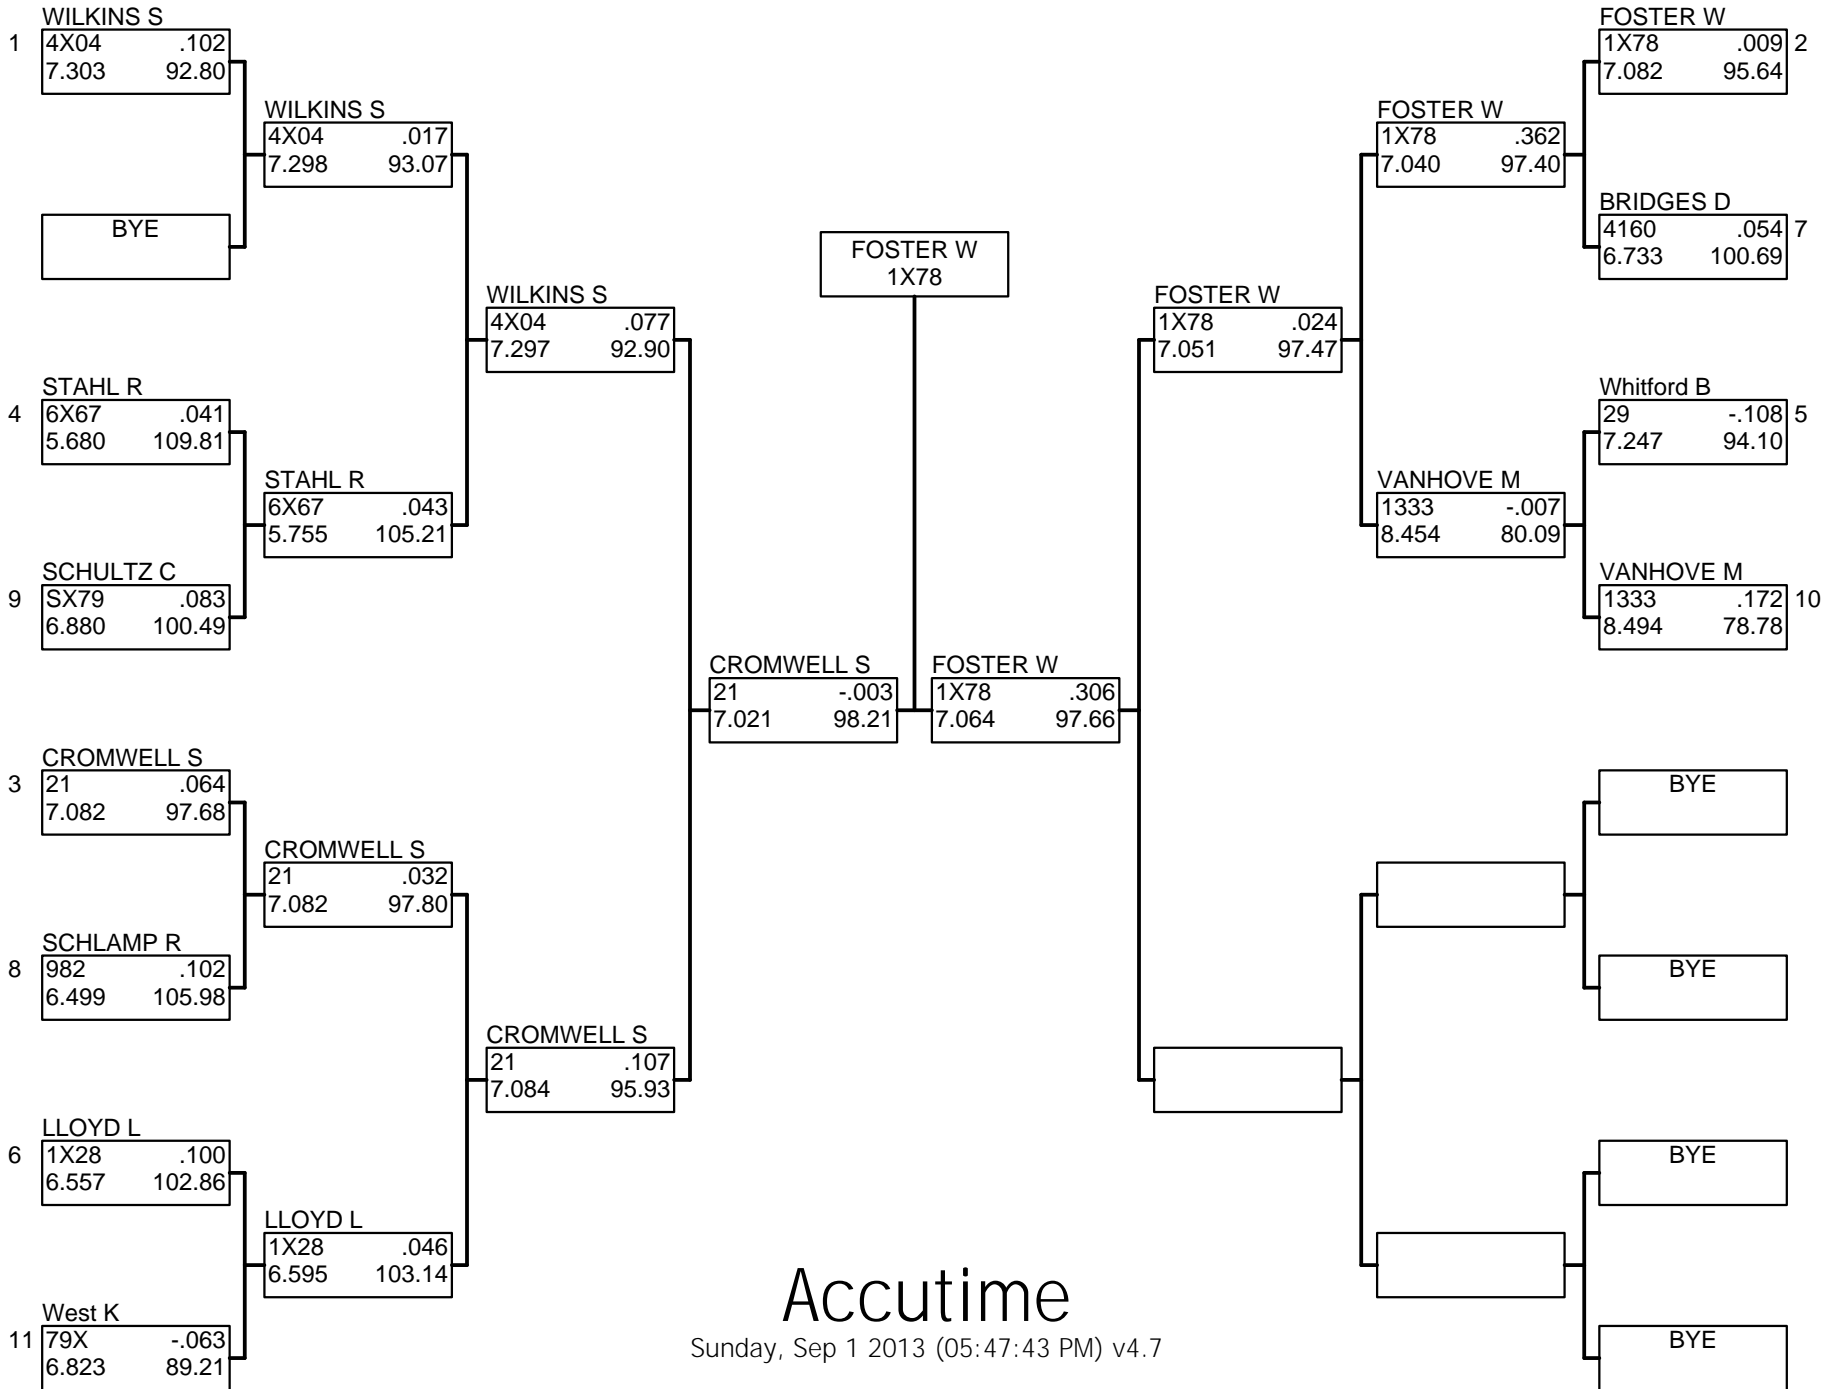 WILKINS S
1 4X04 .102
7.303 92.80
BYE
STAHL R
4 6X67 .041
5.680 109.81
SCHULTZ C
9 SX79 .083
6.880 100.49
CROMWELL S
3 21 .064
7.082 97.68
SCHLAMP R
8 982 .102
6.499 105.98
LLOYD L
6 1X28 .100
6.557 102.86
West K
11 79X -.063
6.823 89.21
WILKINS S
4X04 .017
7.298 93.07
STAHL R
6X67 .043
5.755 105.21
CROMWELL S
21 .032
7.082 97.80
LLOYD L
1X28 .046
6.595 103.14
WILKINS S
4X04 .077
7.297 92.90
CROMWELL S
21 .107
7.084 95.93
CROMWELL S
21 -.003
7.021 98.21
FOSTER W
1X78
FOSTER W
1X78 .306
7.064 97.66
FOSTER W
1X78 .024
7.051 97.47
FOSTER W
1X78 .362
7.040 97.40
VANHOVE M
1333 -.007
8.454 80.09
FOSTER W
1X78 .009 2
7.082 95.64
BRIDGES D
4160 .054 7
6.733 100.69
Whitford B
29 -.108 5
7.247 94.10
VANHOVE M
1333 .172 10
8.494 78.78
BYE
BYE
BYE
BYE
Accutime
Sunday, Sep 1 2013 (05:47:43 PM) v4.7